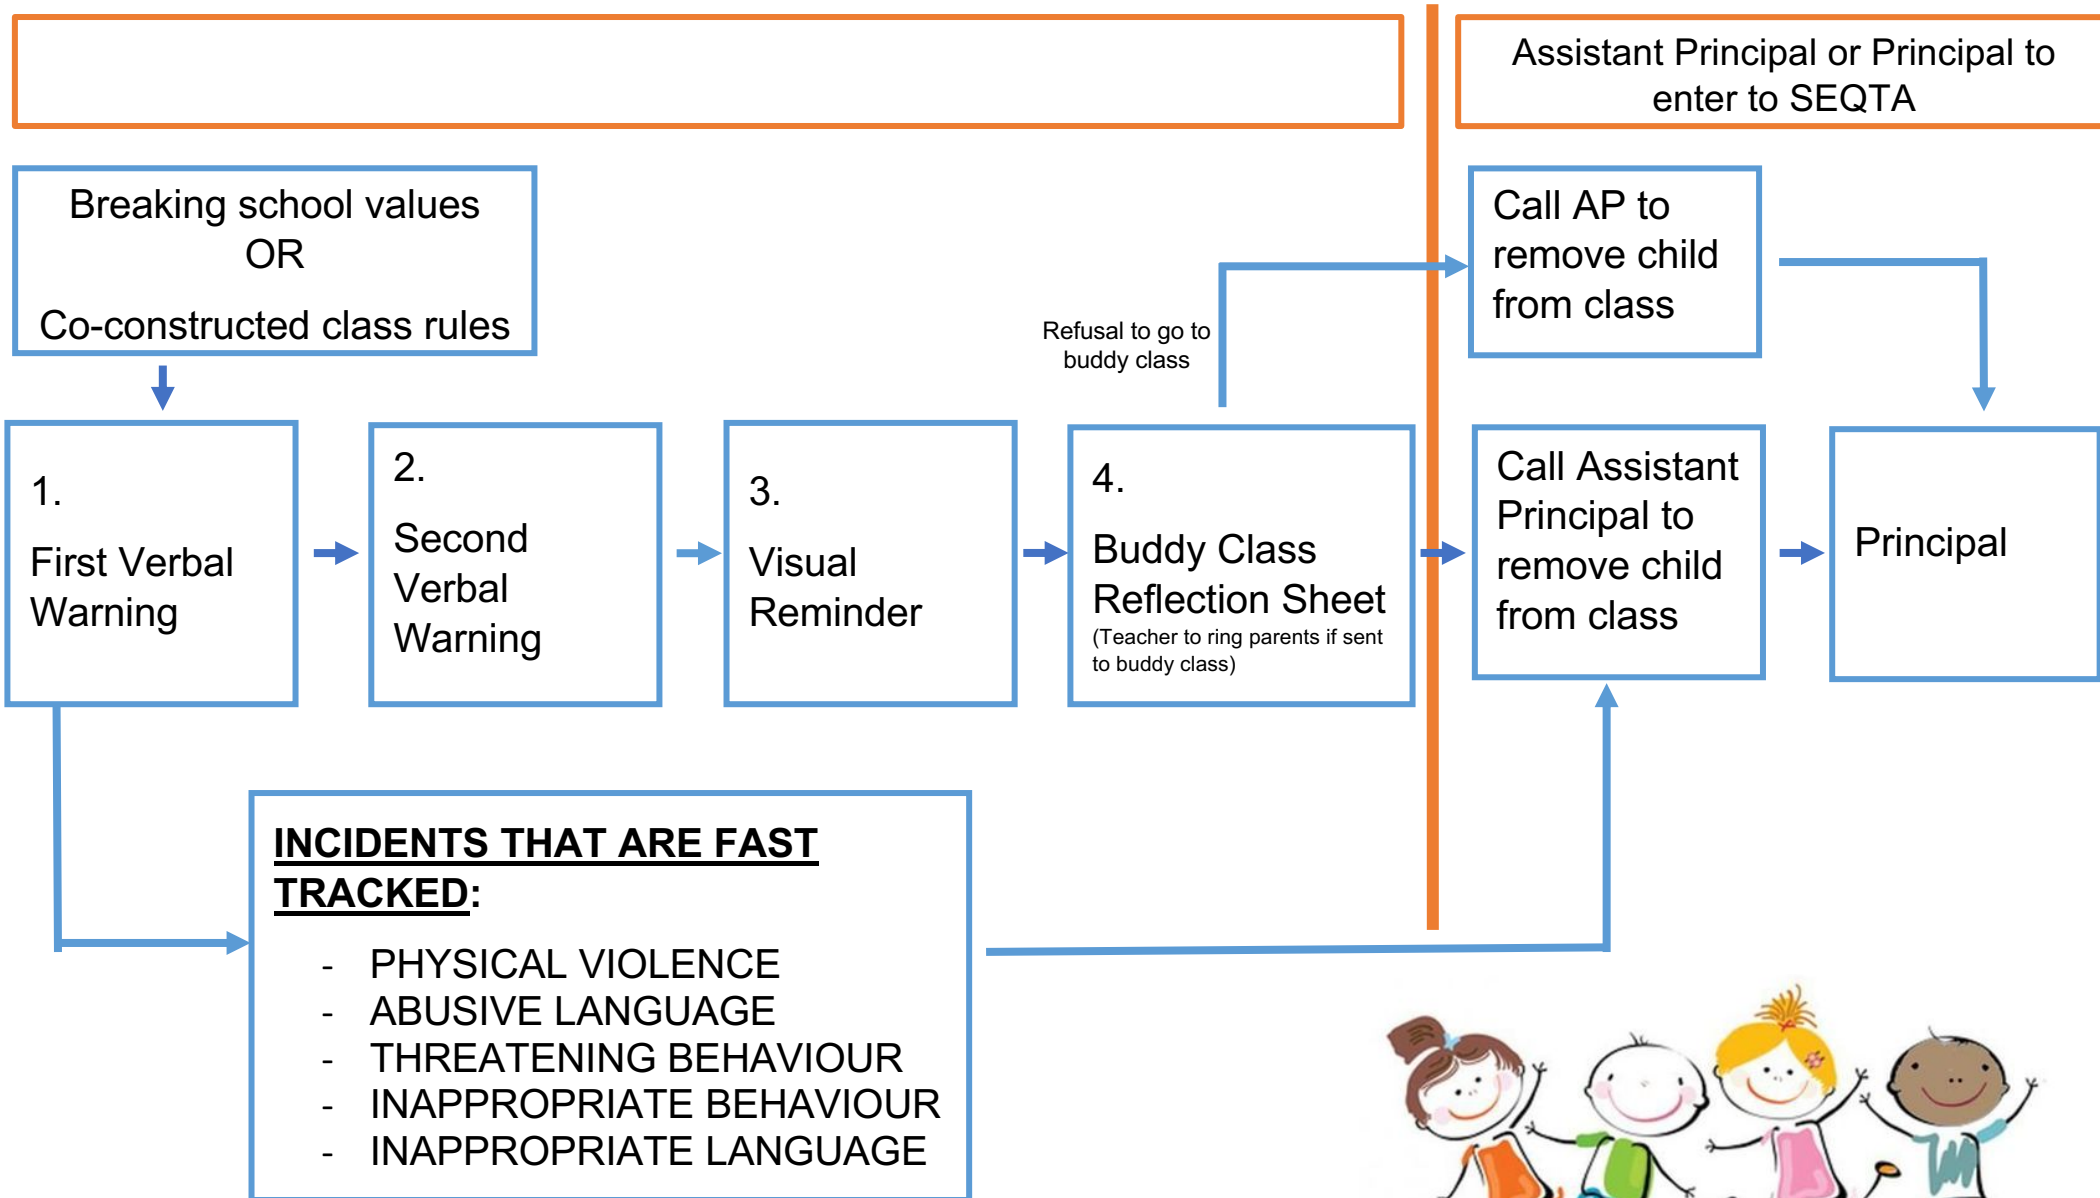 Assistant Principal or Principal to
enter to SEQTA
Breaking school values
OR
Co-constructed class rules
Refusal to go to
buddy class
Call AP to
remove child
from class
1.
First Verbal
Warning
2.
Second
Verbal
Warning
3.
Visual
Reminder
4.
Buddy Class
Reflection Sheet
(Teacher to ring parents if sent
to buddy class)
Call Assistant
Principal to
remove child
from class
Principal
INCIDENTS THAT ARE FAST
TRACKED:
- PHYSICAL VIOLENCE
- ABUSIVE LANGUAGE
- THREATENING BEHAVIOUR
- INAPPROPRIATE BEHAVIOUR
- INAPPROPRIATE LANGUAGE